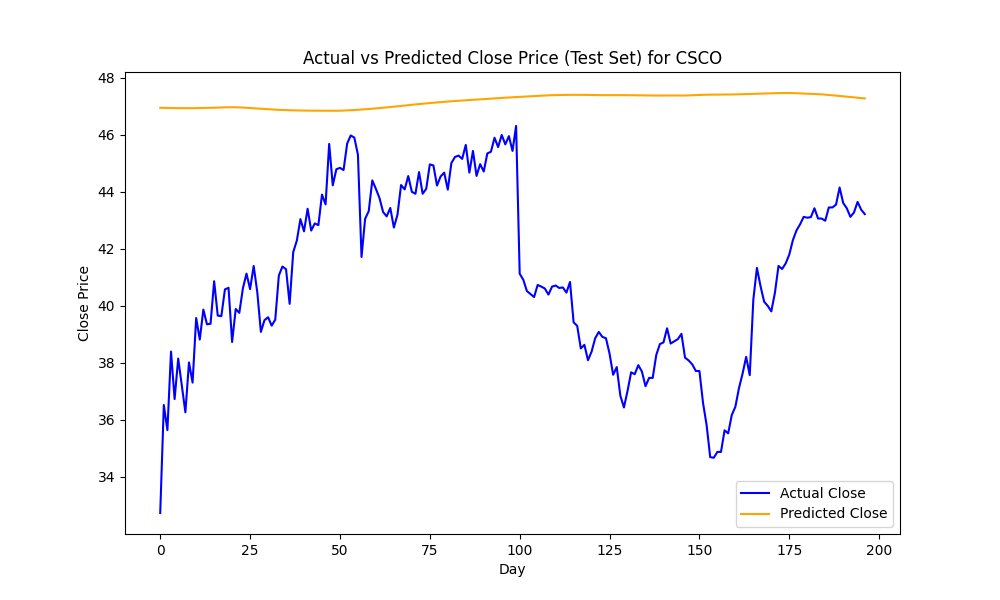 Actual vs Predicted Close Price (Test Set) for CSCO
48
46
44
42
40
38
36
34
Close Price
0 25 50 75 100 125 150 175 200
Day
Actual Close
Predicted Close